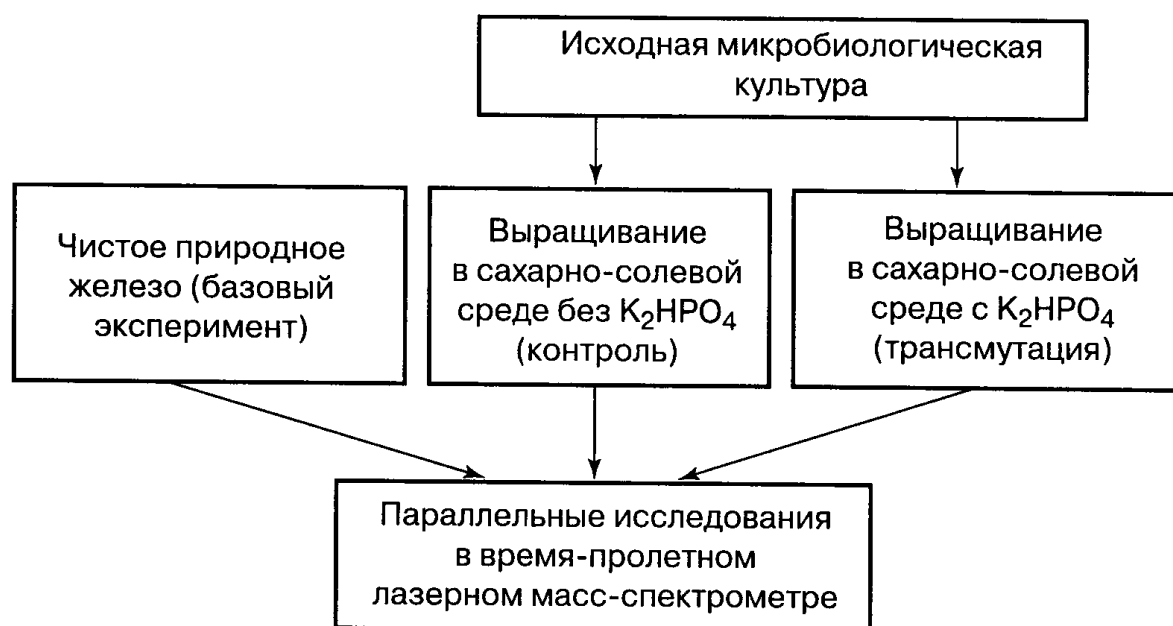 Исходная микробиологическая
культура
Чистое природное
железо (базовый
эксперимент)
Выращивание
в сахарно-солевой
среде без K₂HPO₄
(контроль)
Выращивание
в сахарно-солевой
среде с K₂HPO₄
(трансмутация)
Параллельные исследования
в время-пролетном
лазерном масс-спектрометре